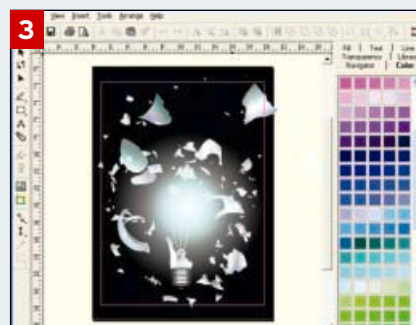 3
View Insert Tools Arrange Help
Fill Text Line
Transparency Library
Navigator Color
A